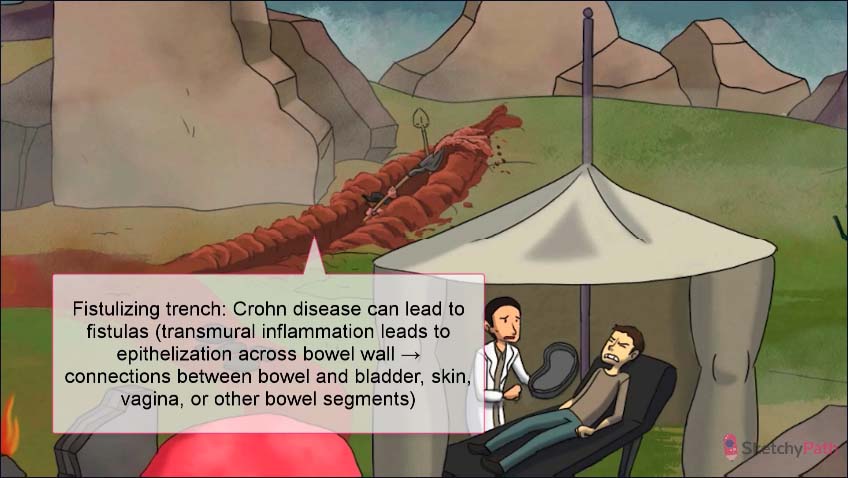 Fistulizing trench: Crohn disease can lead to
fistulas (transmural inflammation leads to
epithelization across bowel wall →
connections between bowel and bladder, skin,
vagina, or other bowel segments)
SketchyPath